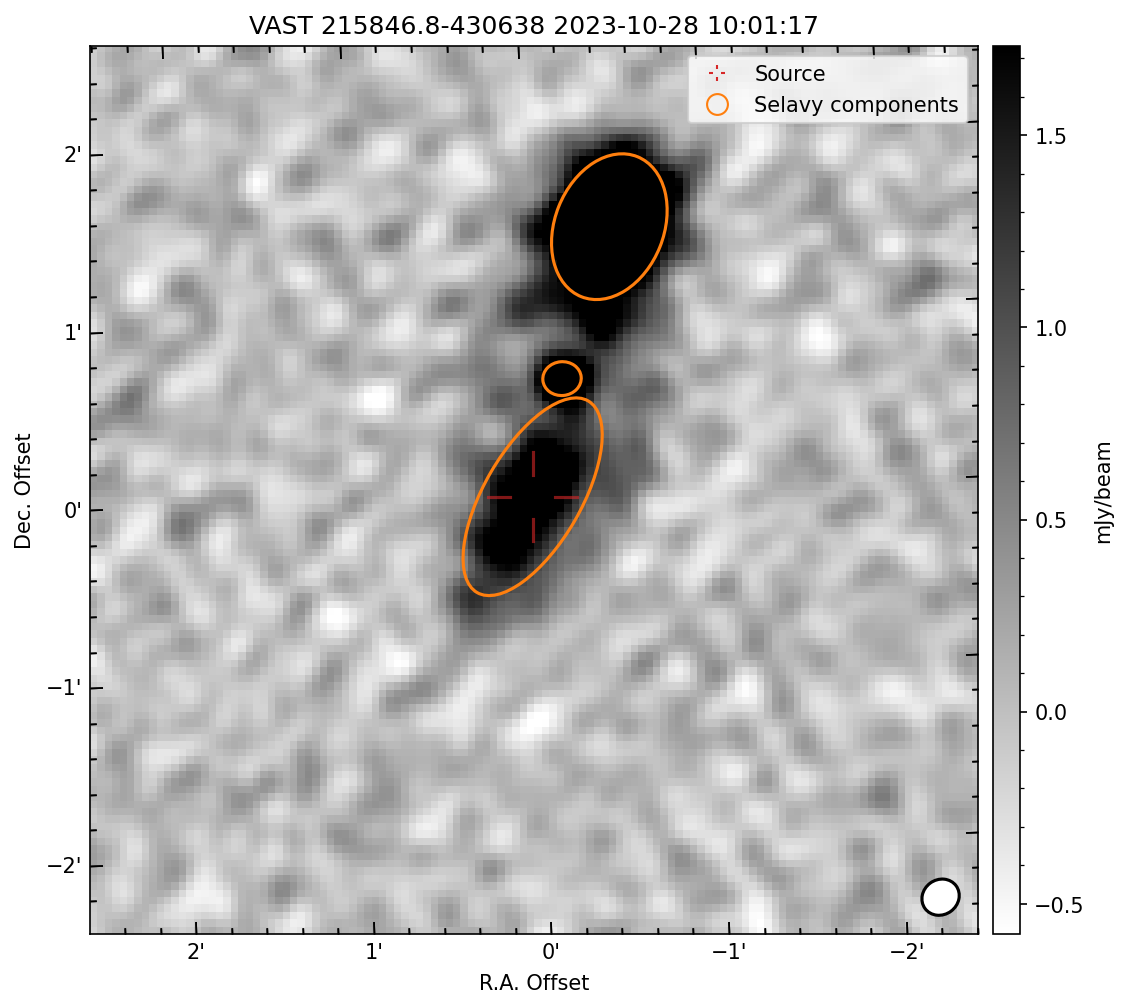 VAST 215846.8-430638 2023-10-28 10:01:17
Source
Selavy components
2'
1'
0'
−1'
−2'
Dec. Offset
2'
1'
0'
−1'
−2'
R.A. Offset
1.5
1.0
0.5
0.0
−0.5
mJy/beam